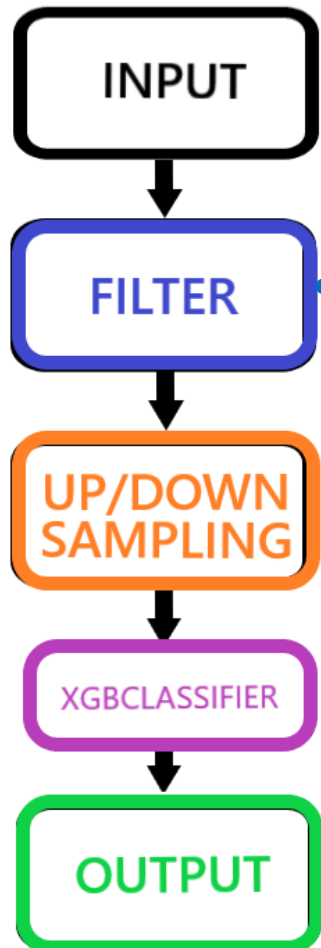 INPUT
FILTER
UP/DOWN
SAMPLING
XGBCLASSIFIER
OUTPUT